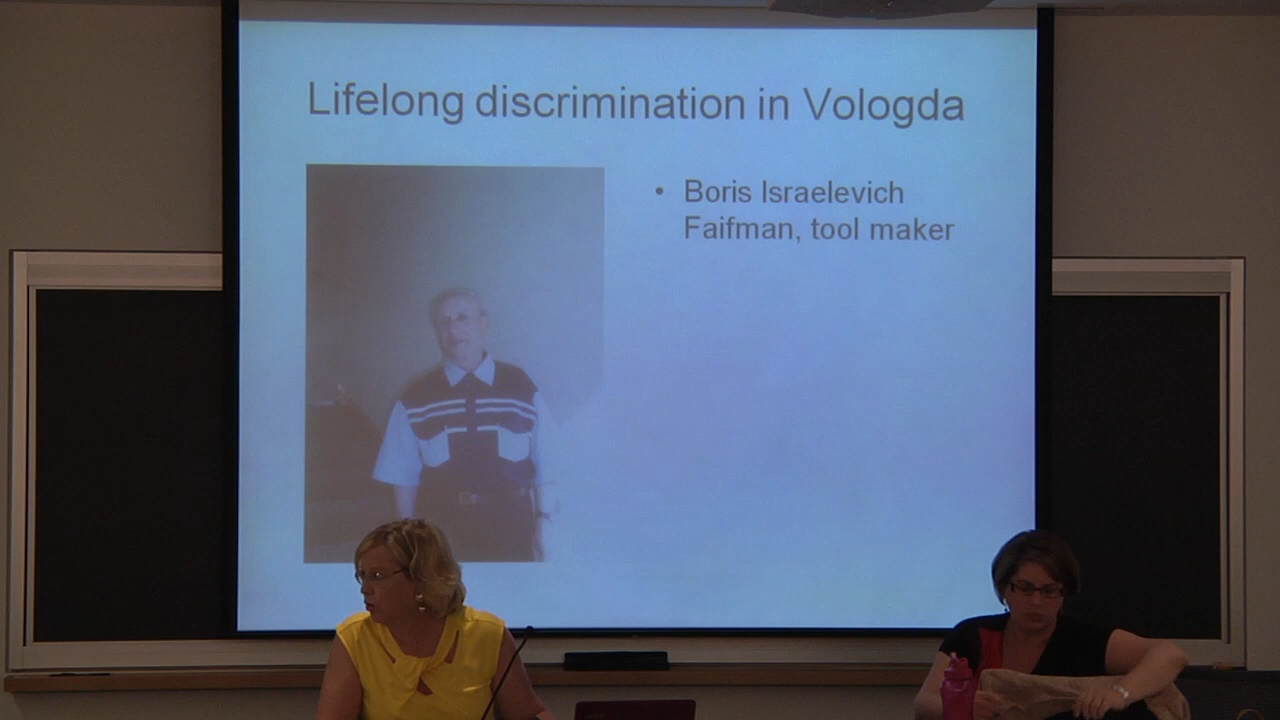 Lifelong discrimination in Vologda
• Boris Israelevich
Faifman, tool maker